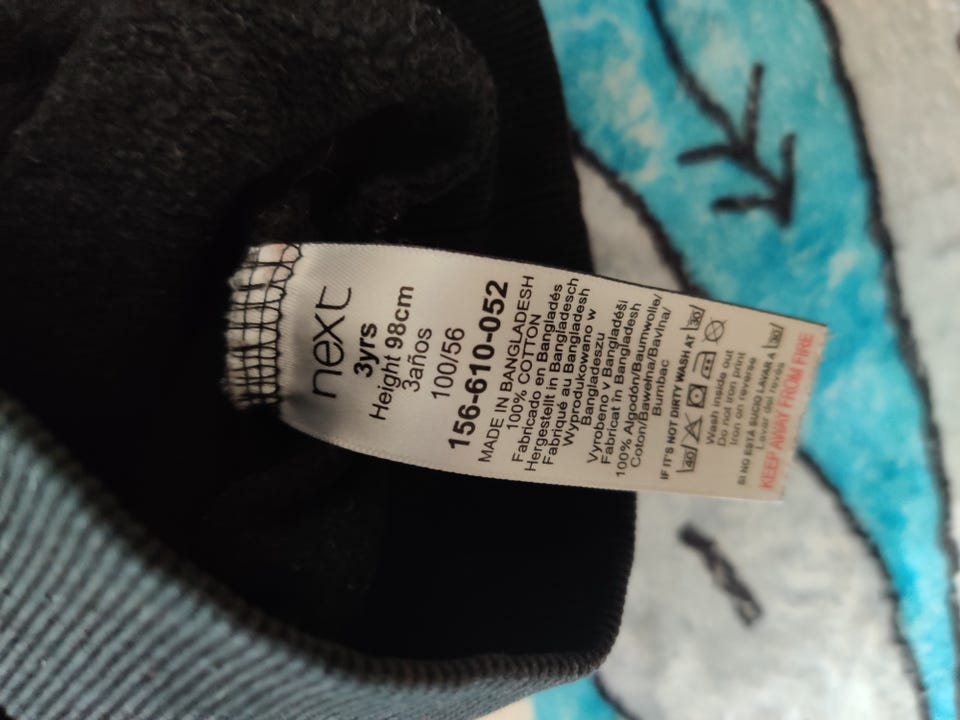 next
3yrs
Height 98cm
3años
100/56
156-610-052
MADE IN BANGLADESH
100% COTTON
Fabricado en Bangladés
Hergestellt in Bangladesch
Fabriqué au Bangladesh
Wyprodukowano w
Bangladeszu
Vyrobeno v Bangladéši
Fabricat în Bangladesh
100% Algodón/Baumwolle/
Coton/Bawełna/Bavlna/
Bumbac
IF IT'S NOT DIRTY WASH AT 30
40
Wash inside out
Do not iron print
Iron on reverse
SI NO ESTÁ SUCIO LAVAR A 30
Lavar del revés
KEEP AWAY FROM FIRE